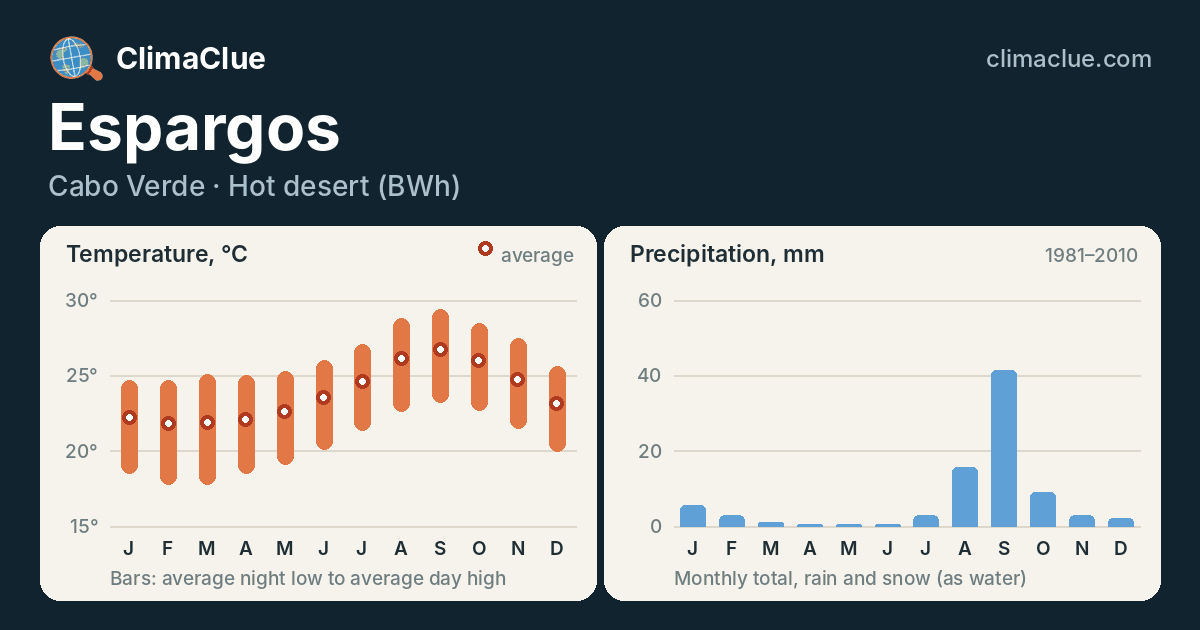 ClimaClue
climaclue.com
Espargos
Cabo Verde · Hot desert (BWh)
Temperature, °C
average
30°
25°
20°
15°
J F M A M J J A S O N D
Bars: average night low to average day high
Precipitation, mm
1981–2010
60
40
20
0
J F M A M J J A S O N D
Monthly total, rain and snow (as water)